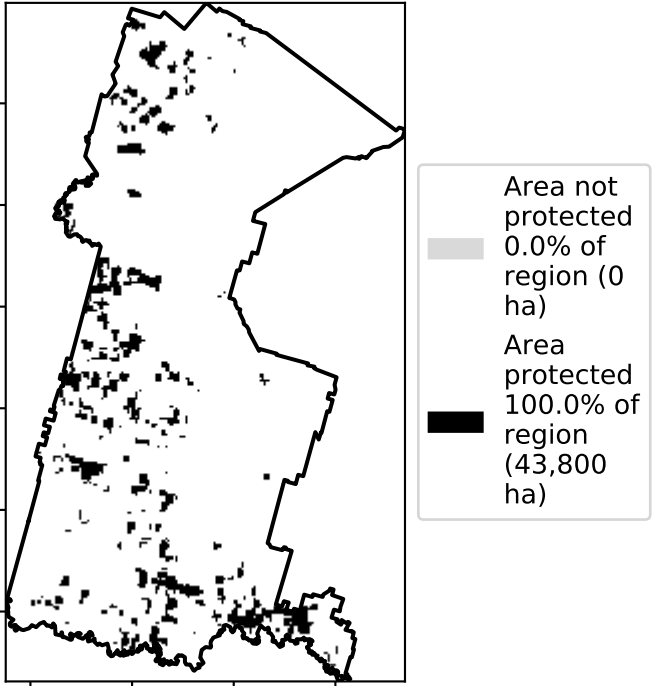 Area not
protected
0.0% of
region (0
ha)
Area
protected
100.0% of
region
(43,800
ha)